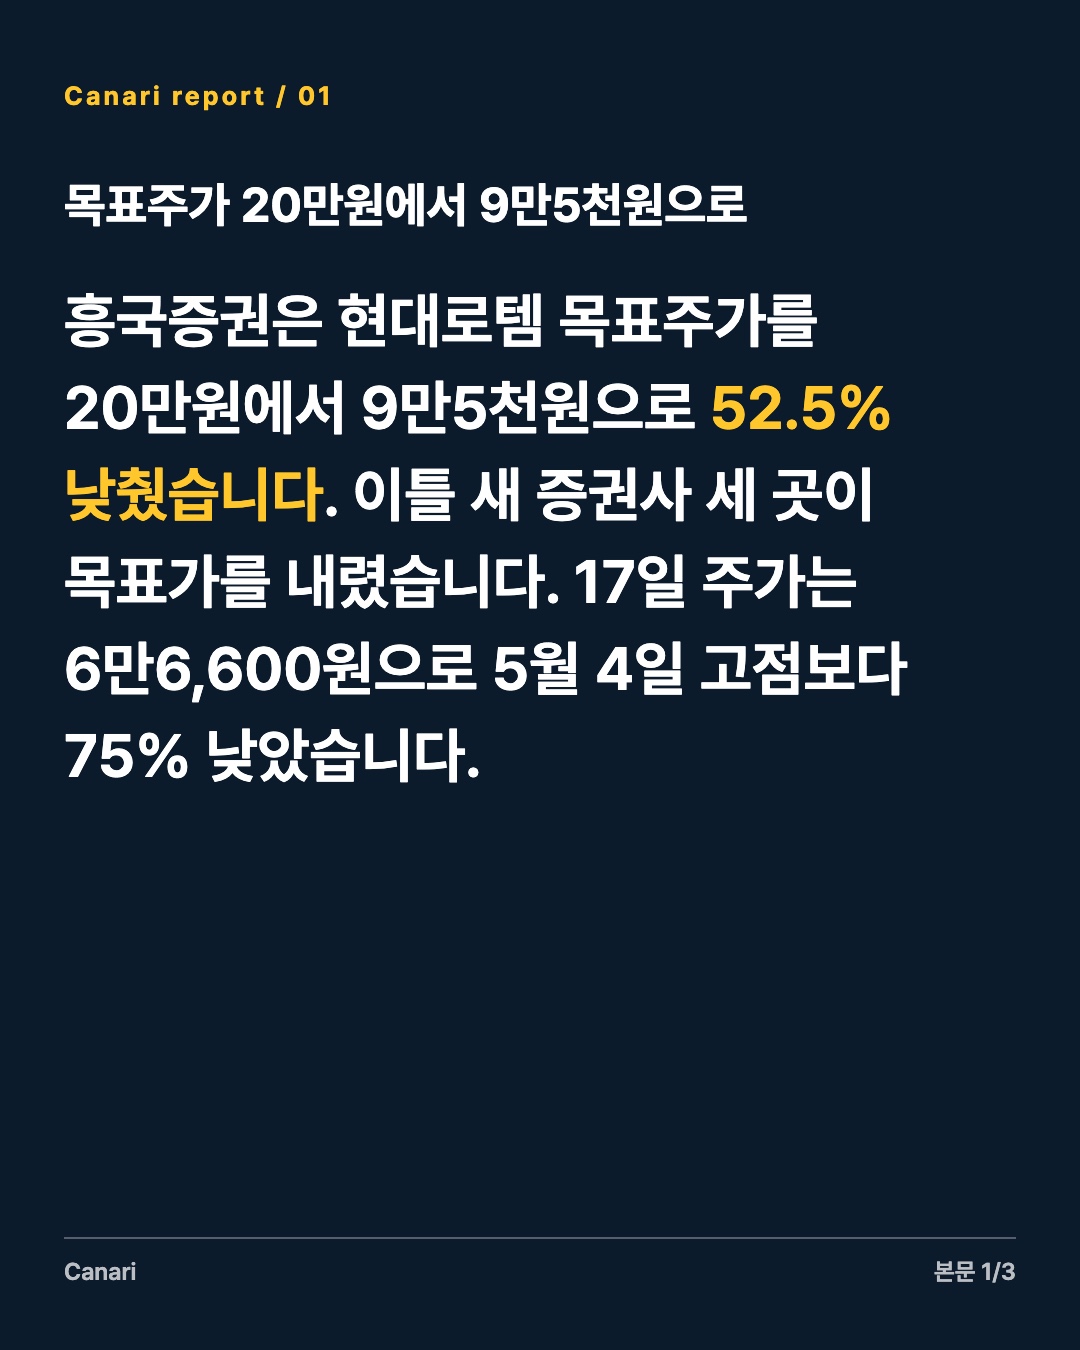 Canari report / 01
목표주가 20만원에서 9만5천원으로
흥국증권은 현대로템 목표주가를
20만원에서 9만5천원으로 52.5%
낮췄습니다. 이틀 새 증권사 세 곳이
목표가를 내렸습니다. 17일 주가는
6만6,600원으로 5월 4일 고점보다
75% 낮았습니다.
Canari
본문 1/3